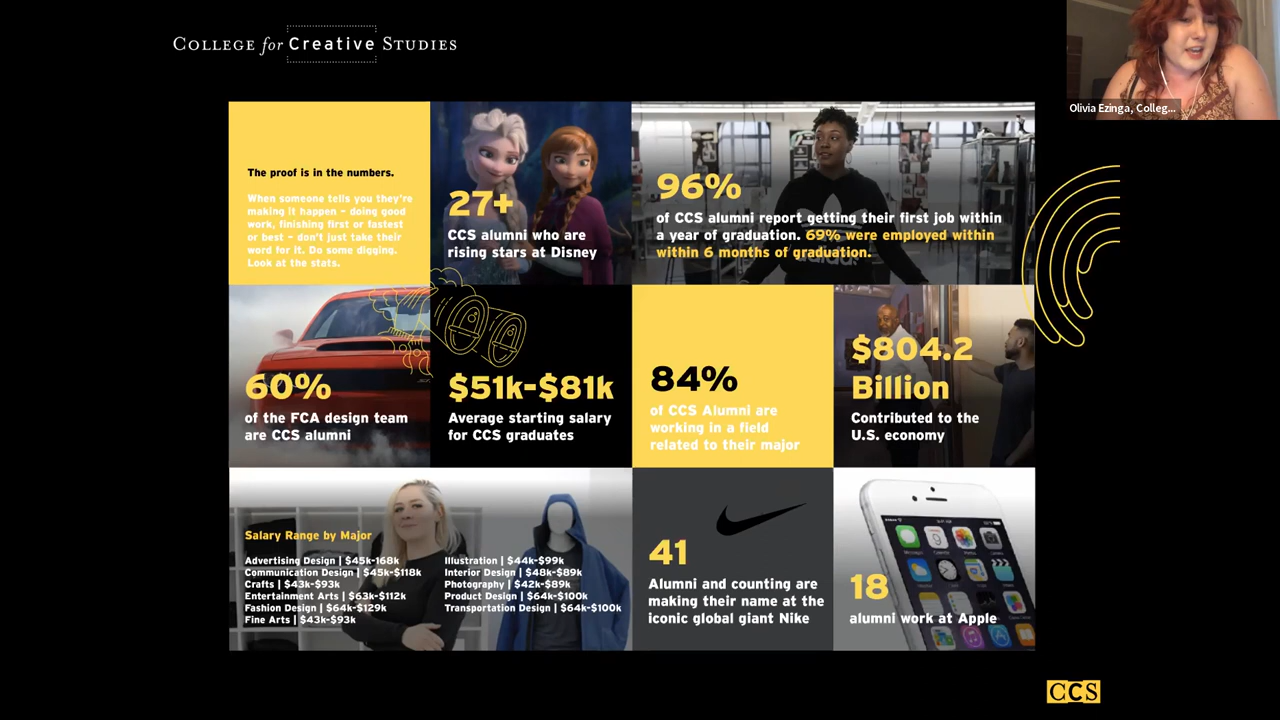 COLLEGE for Creative STUDIES
Olivia Ezinga, Colleg...
The proof is in the numbers.
When someone tells you they're
making it happen – doing good
work, finishing first or fastest
or best – don't just take their
word for it. Do some digging.
Look at the stats.
27+
CCS alumni who are
rising stars at Disney
96%
of CCS alumni report getting their first job within
a year of graduation. 69% were employed within
within 6 months of graduation.
adidas
60%
of the FCA design team
are CCS alumni
$51k-$81k
Average starting salary
for CCS graduates
84%
of CCS Alumni are
working in a field
related to their major
$804.2
Billion
Contributed to the
U.S. economy
Salary Range by Major
Advertising Design | $45k-168k
Communication Design | $45k-$118k
Crafts | $43k-$93k
Entertainment Arts | $63k-$112k
Fashion Design | $64k-$129k
Fine Arts | $43k-$93k
Illustration | $44k-$99k
Interior Design | $48k-$89k
Photography | $42k-$89k
Product Design | $64k-$100k
Transportation Design | $64k-$100k
41
Alumni and counting are
making their name at the
iconic global giant Nike
18
alumni work at Apple
CCS